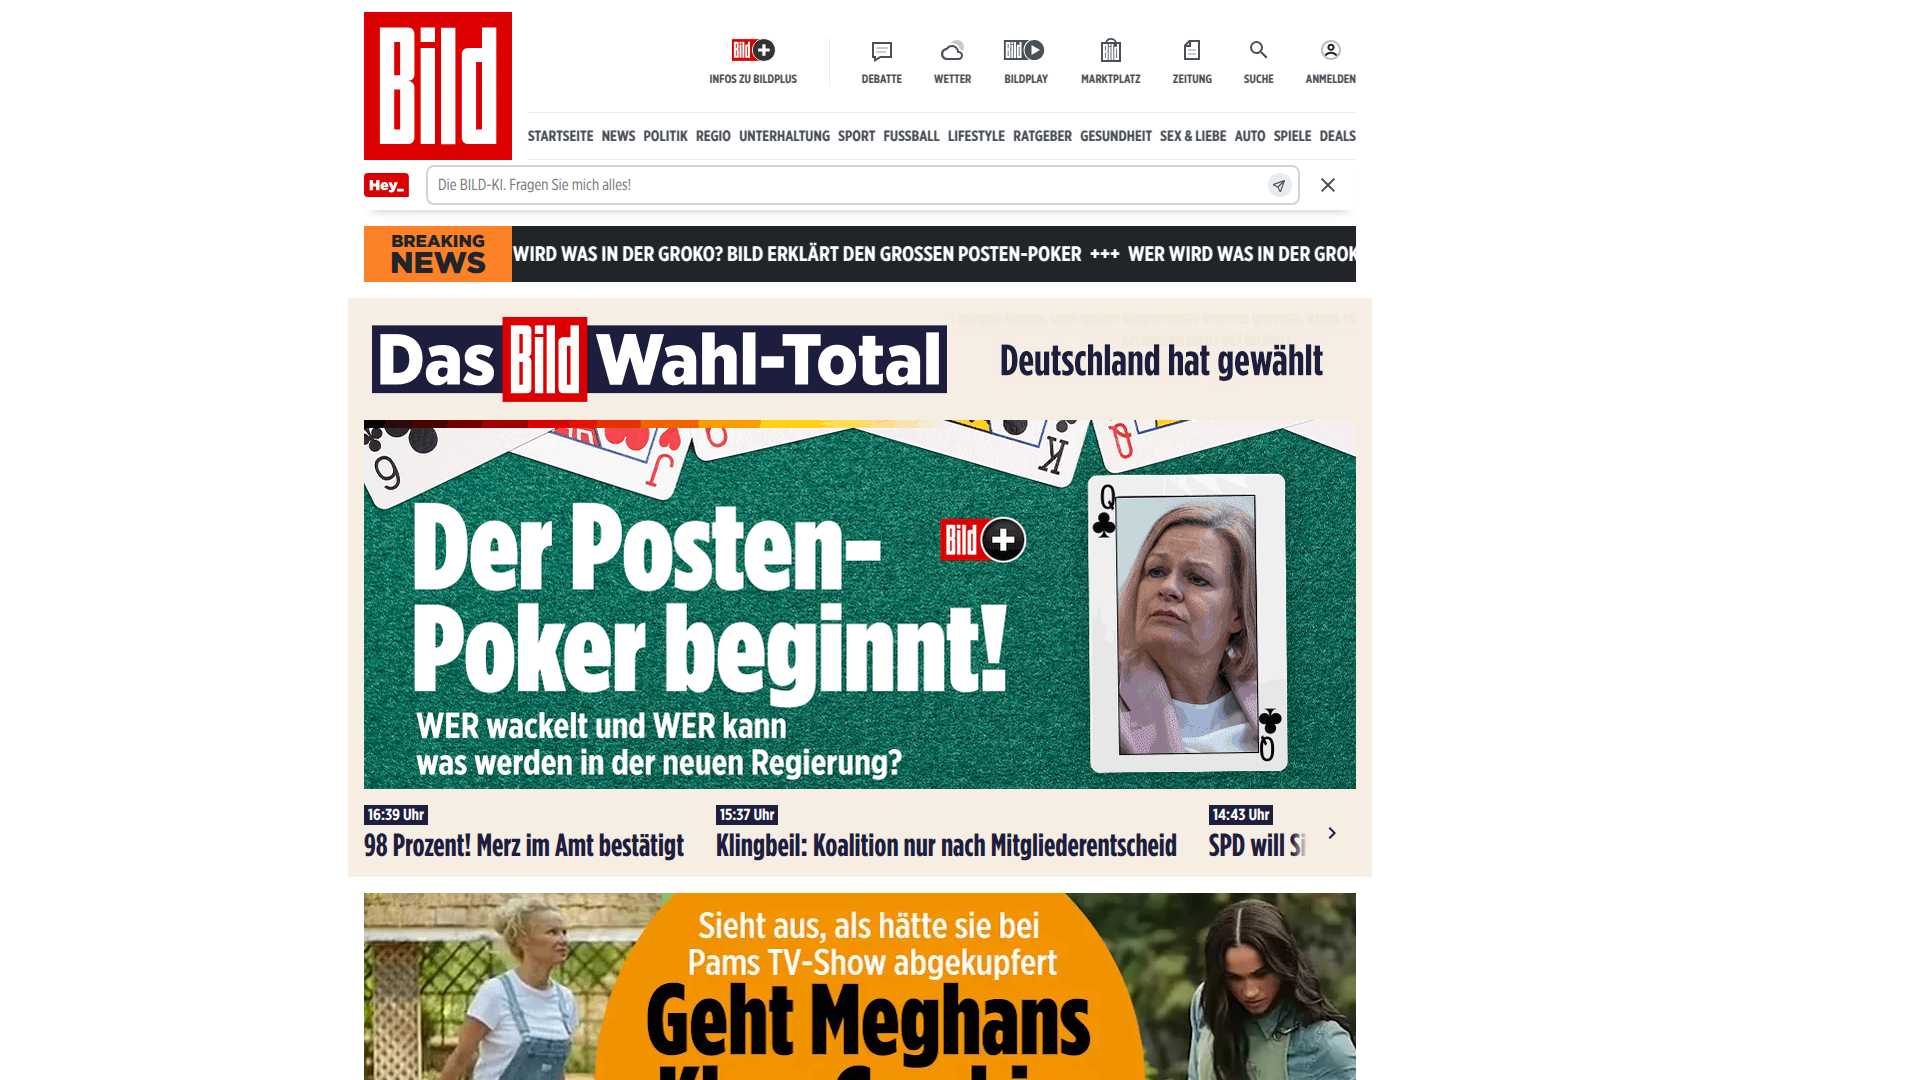 Bild
Bild
INFOS ZU BILDPLUS
DEBATTE
WETTER
Bild
BILDPLAY
Bild
MARKTPLATZ
ZEITUNG
SUCHE
ANMELDEN
STARTSEITE NEWS POLITIK REGIO UNTERHALTUNG SPORT FUSSBALL LIFESTYLE RATGEBER GESUNDHEIT SEX & LIEBE AUTO SPIELE DEALS
Hey_
Die BILD-KI. Fragen Sie mich alles!
BREAKING
NEWS
WIRD WAS IN DER GROKO? BILD ERKLÄRT DEN GROSSEN POSTEN-POKER +++ WER WIRD WAS IN DER GROK
Das Bild Wahl-Total
Deutschland hat gewählt
9
J
K
Q
Q
Der Posten-
Bild +
Poker beginnt!
WER wackelt und WER kann
was werden in der neuen Regierung?
Q
16:39 Uhr
98 Prozent! Merz im Amt bestätigt
15:37 Uhr
Klingbeil: Koalition nur nach Mitgliederentscheid
14:43 Uhr
SPD will Si
Sieht aus, als hätte sie bei
Pams TV-Show abgekupfert
Geht Meghans